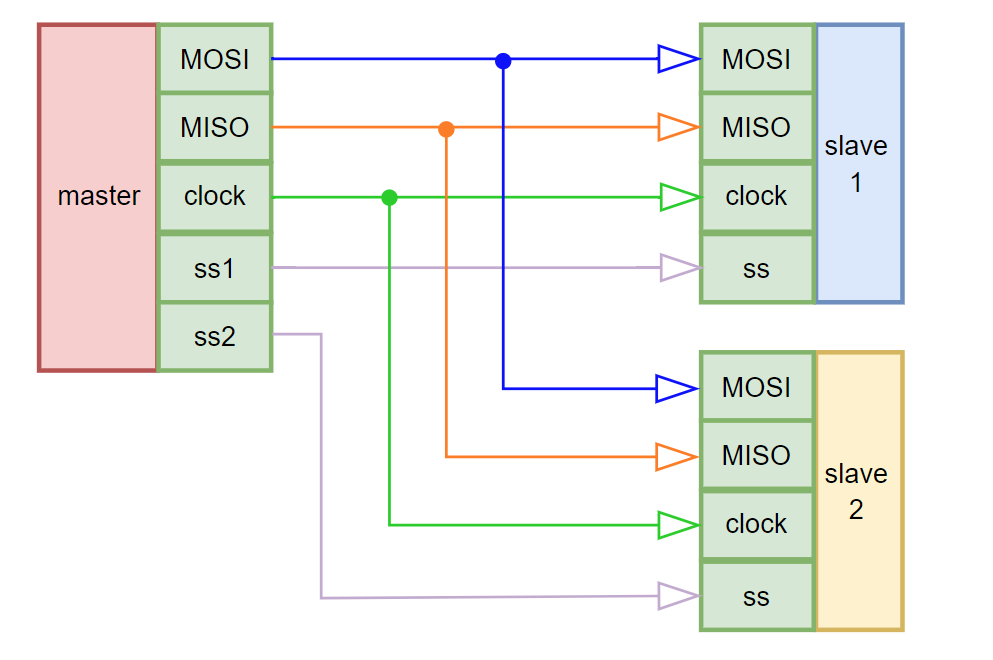 master
MOSI
MISO
clock
ss1
ss2
MOSI
MISO
clock
ss
slave
1
MOSI
MISO
clock
ss
slave
2